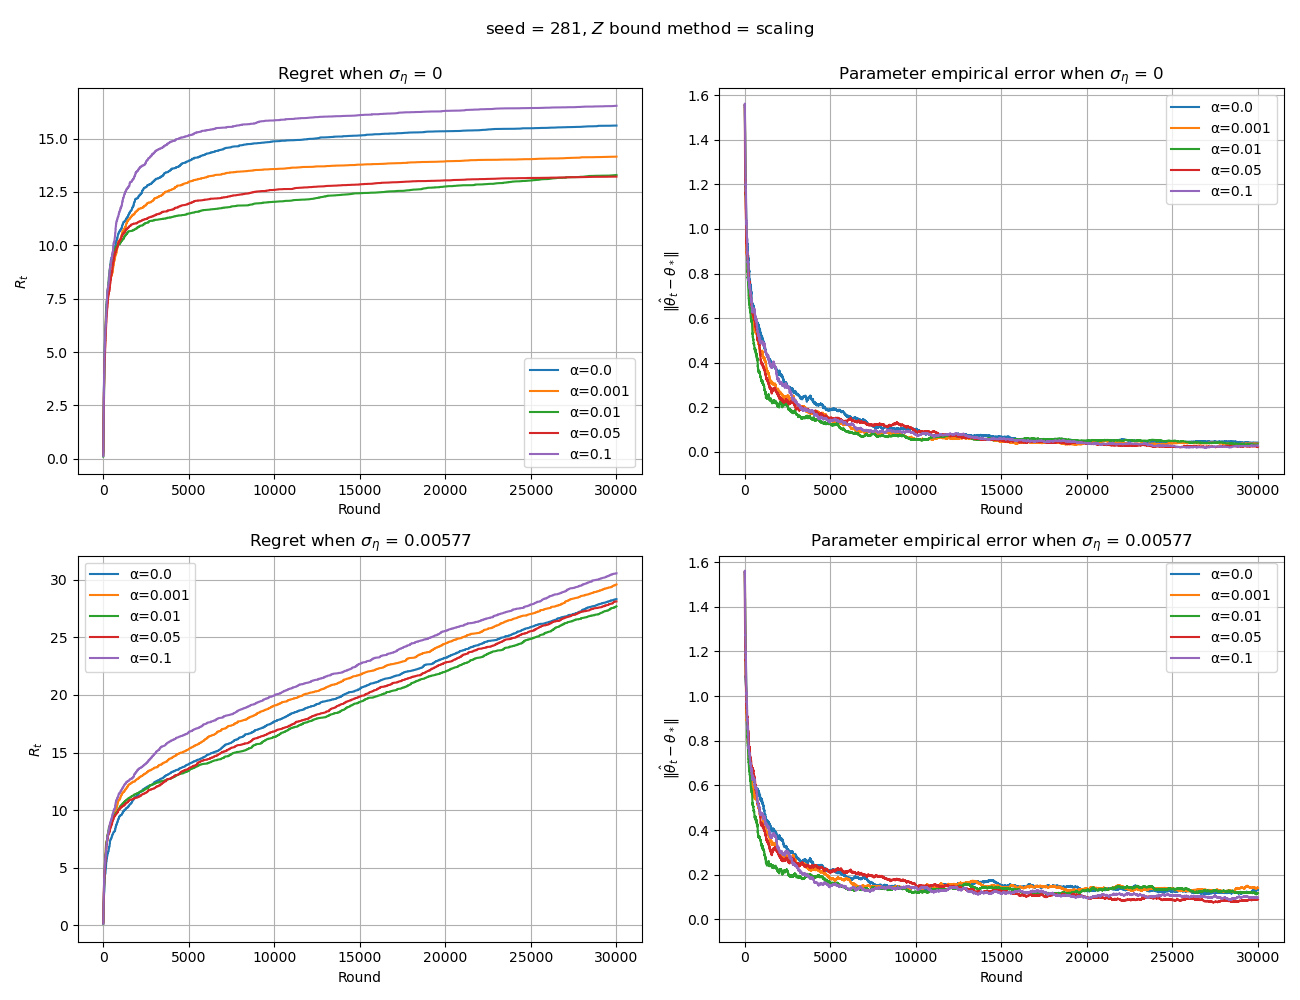 seed = 281, Z bound method = scaling
Regret when σ_η = 0
R_t
15.0
12.5
10.0
7.5
5.0
2.5
0.0
0 5000 10000 15000 20000 25000 30000
Round
α=0.0
α=0.001
α=0.01
α=0.05
α=0.1
Parameter empirical error when σ_η = 0
‖θ̂_t − θ_*‖
1.6
1.4
1.2
1.0
0.8
0.6
0.4
0.2
0.0
0 5000 10000 15000 20000 25000 30000
Round
α=0.0
α=0.001
α=0.01
α=0.05
α=0.1
Regret when σ_η = 0.00577
R_t
30
25
20
15
10
5
0
0 5000 10000 15000 20000 25000 30000
Round
α=0.0
α=0.001
α=0.01
α=0.05
α=0.1
Parameter empirical error when σ_η = 0.00577
‖θ̂_t − θ_*‖
1.6
1.4
1.2
1.0
0.8
0.6
0.4
0.2
0.0
0 5000 10000 15000 20000 25000 30000
Round
α=0.0
α=0.001
α=0.01
α=0.05
α=0.1